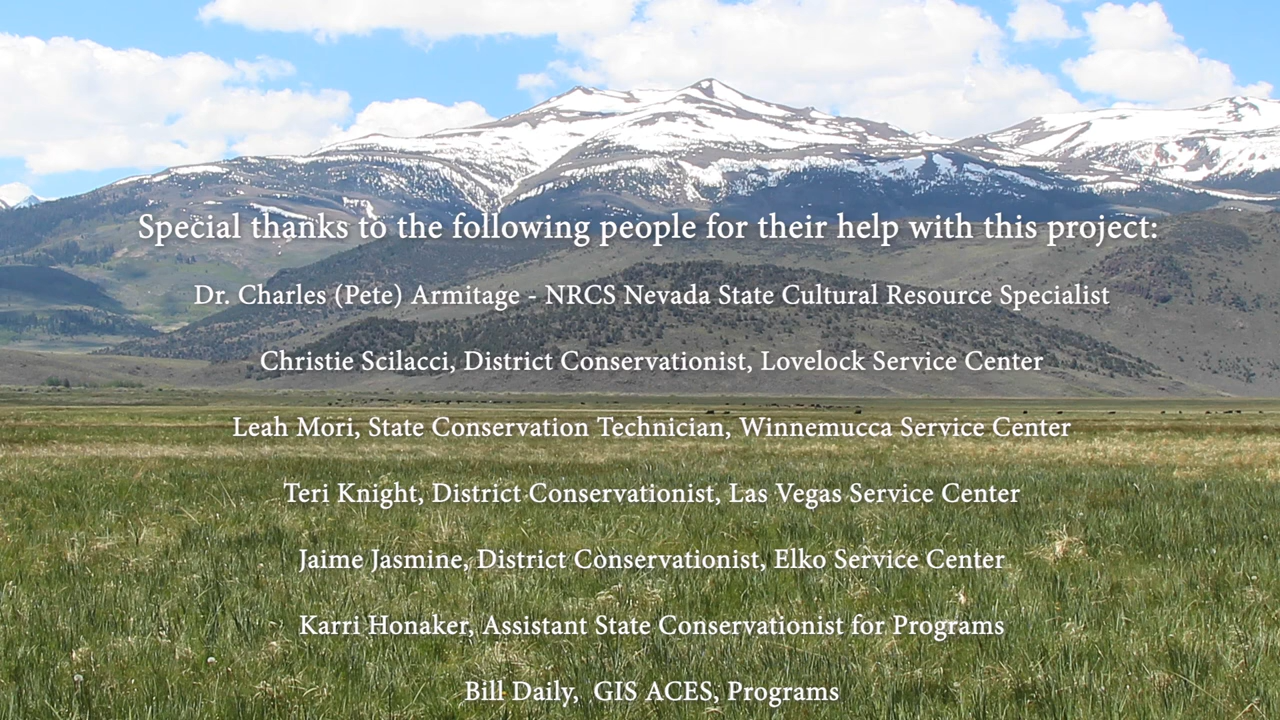 Special thanks to the following people for their help with this project:
Dr. Charles (Pete) Armitage - NRCS Nevada State Cultural Resource Specialist
Christie Scilacci, District Conservationist, Lovelock Service Center
Leah Mori, State Conservation Technician, Winnemucca Service Center
Teri Knight, District Conservationist, Las Vegas Service Center
Jaime Jasmine, District Conservationist, Elko Service Center
Karri Honaker, Assistant State Conservationist for Programs
Bill Daily,  GIS ACES, Programs